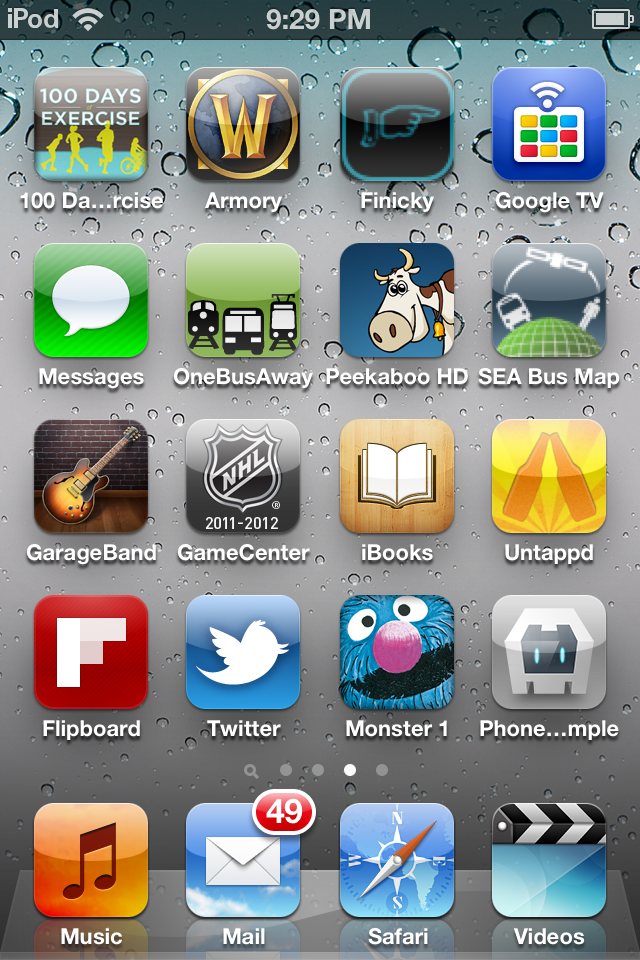 iPod 9:29 PM
100 DAYS
of
EXERCISE
W
100 Da...rcise Armory Finicky Google TV
Messages OneBusAway Peekaboo HD SEA Bus Map
NHL
®
2011-2012
GarageBand GameCenter iBooks Untappd
Flipboard Twitter Monster 1 Phone...mple
49
N
W E
S
Music Mail Safari Videos